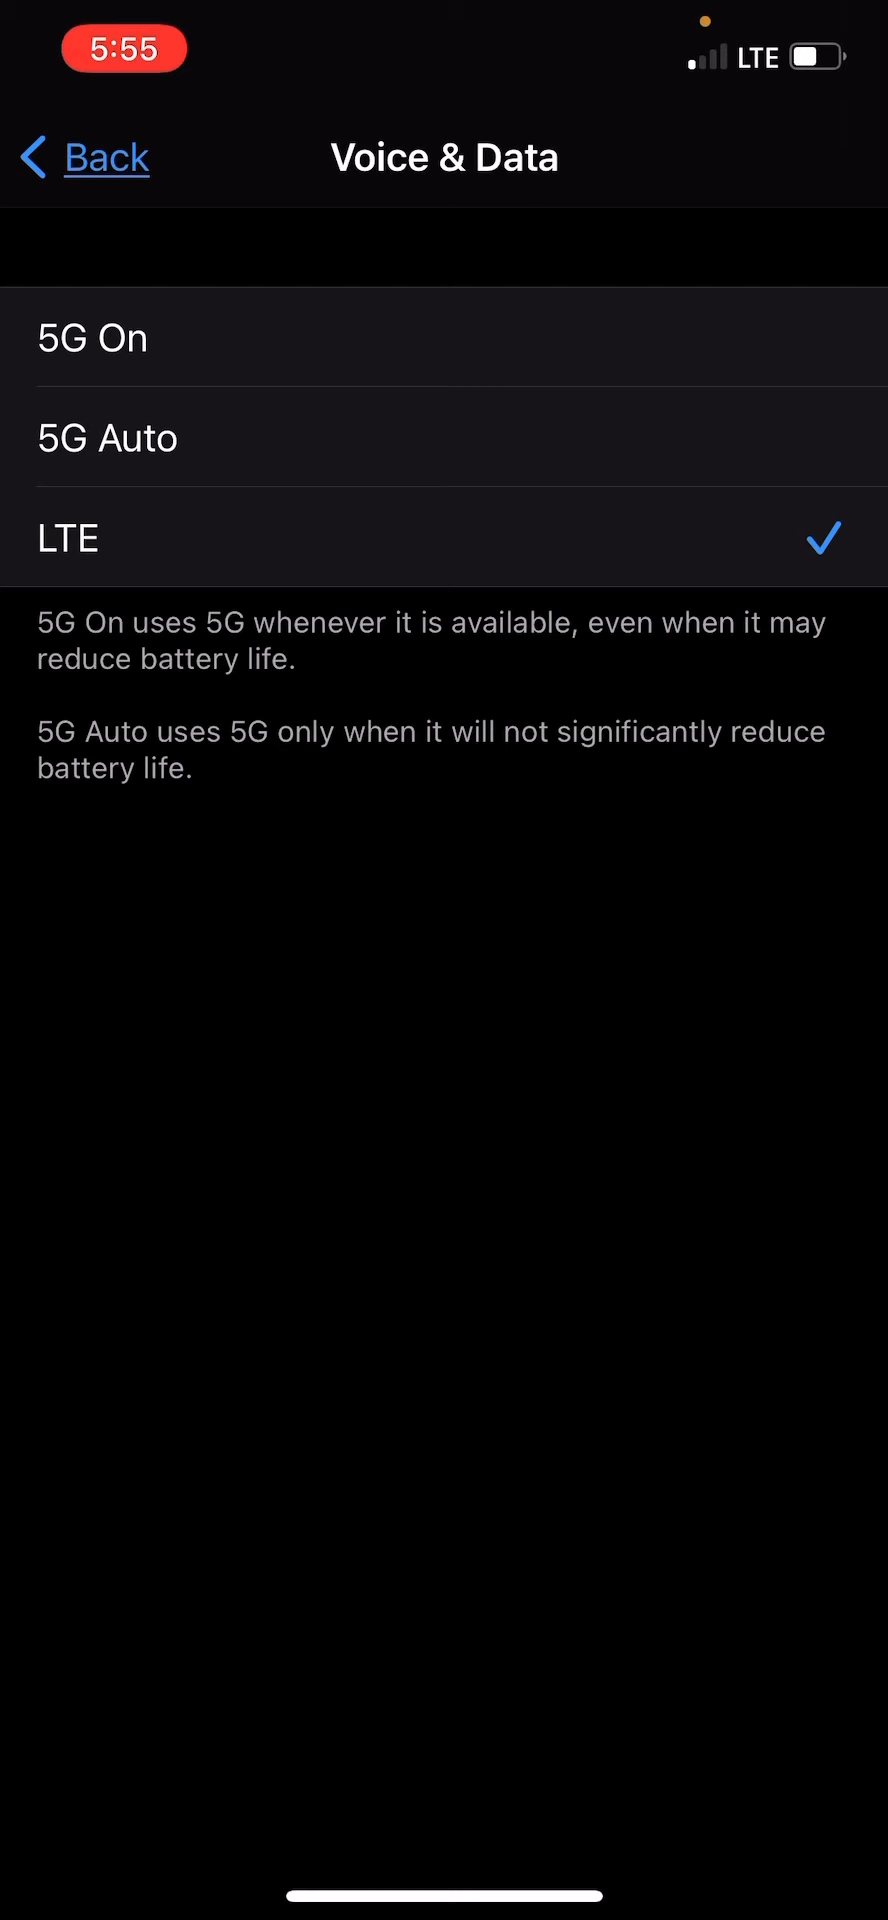 5:55
LTE
Back
Voice & Data
5G On
5G Auto
LTE
5G On uses 5G whenever it is available, even when it may
reduce battery life.
5G Auto uses 5G only when it will not significantly reduce
battery life.